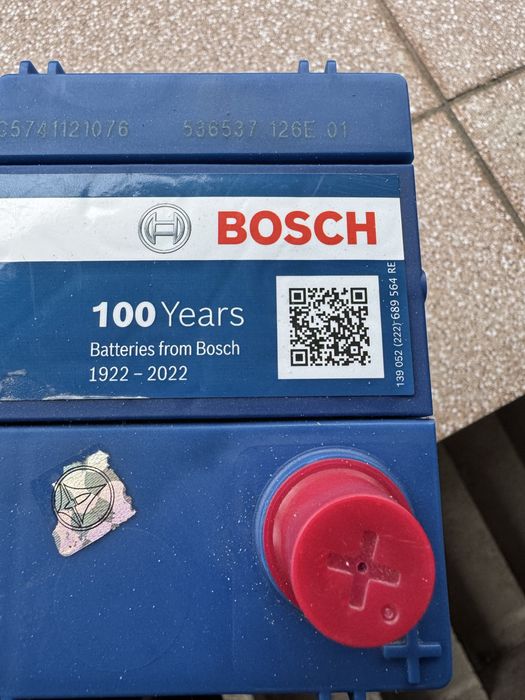 C5741121076 536537 126E 01
BOSCH
100 Years
Batteries from Bosch
1922 – 2022
139 052 (222) 689 564 RE
+
+